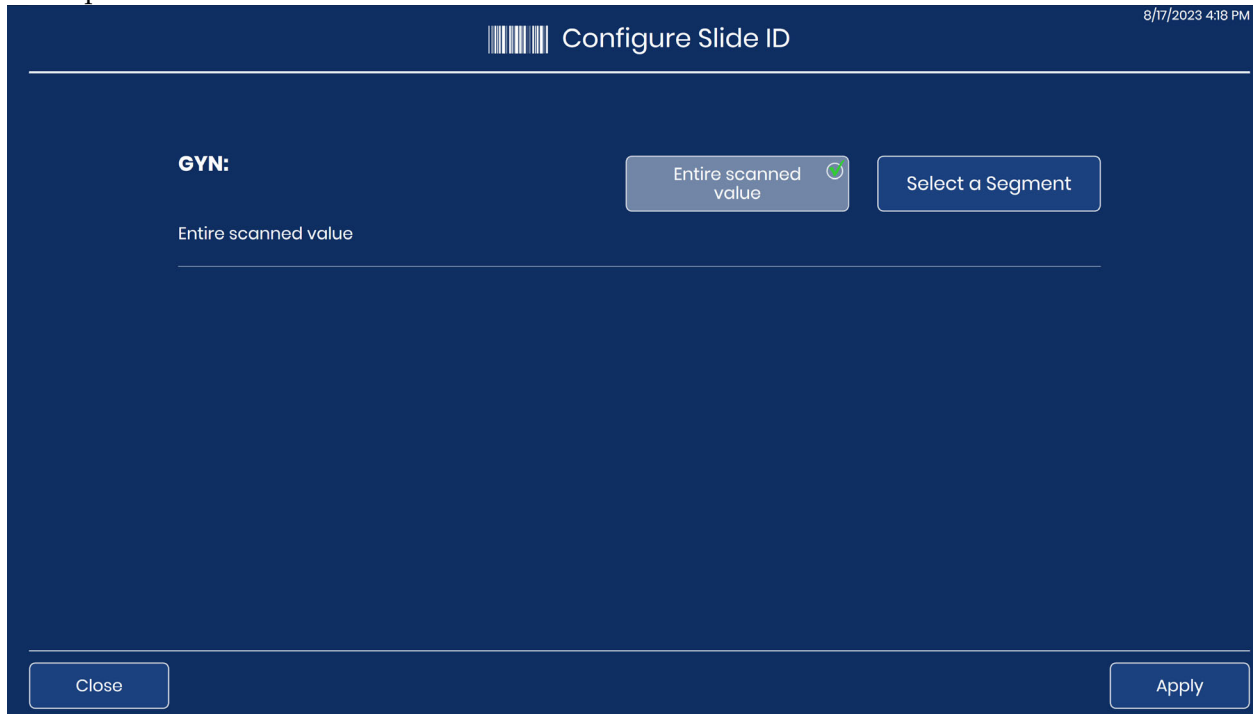 8/17/2023 4:18 PM
Configure Slide ID
GYN:
Entire scanned
value
Select a Segment
Entire scanned value
Close
Apply